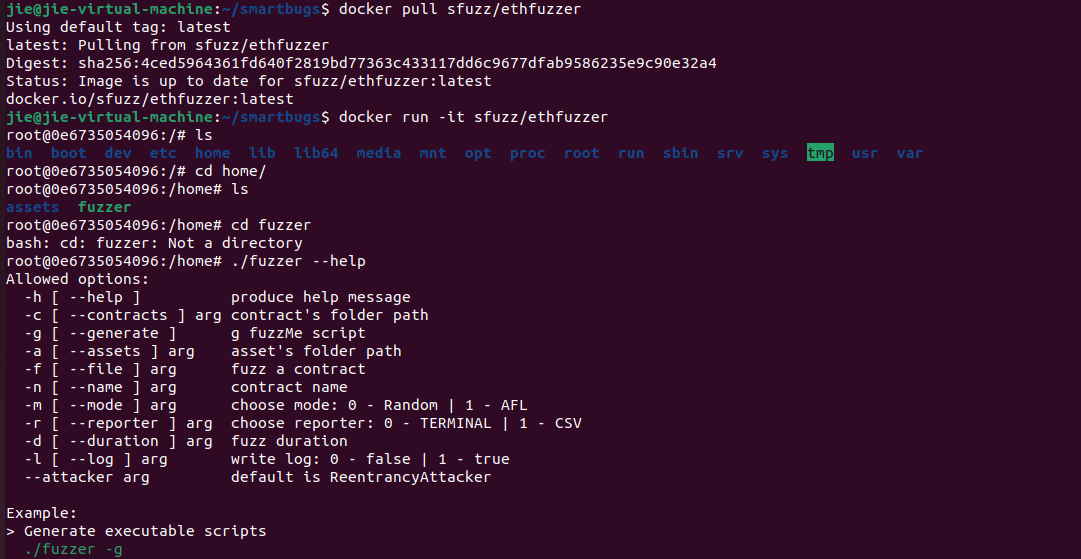 jie@jie-virtual-machine:~/smartbugs$ docker pull sfuzz/ethfuzzer
Using default tag: latest
latest: Pulling from sfuzz/ethfuzzer
Digest: sha256:4ced5964361fd640f2819bd77363c433117dd6c9677dfab9586235e9c90e32a4
Status: Image is up to date for sfuzz/ethfuzzer:latest
docker.io/sfuzz/ethfuzzer:latest
jie@jie-virtual-machine:~/smartbugs$ docker run -it sfuzz/ethfuzzer
root@0e6735054096:/# ls
bin  boot  dev  etc  home  lib  lib64  media  mnt  opt  proc  root  run  sbin  srv  sys  tmp  usr  var
root@0e6735054096:/# cd home/
root@0e6735054096:/home# ls
assets  fuzzer
root@0e6735054096:/home# cd fuzzer
bash: cd: fuzzer: Not a directory
root@0e6735054096:/home# ./fuzzer --help
Allowed options:
  -h [ --help ]          produce help message
  -c [ --contracts ] arg contract's folder path
  -g [ --generate ]      g fuzzMe script
  -a [ --assets ] arg    asset's folder path
  -f [ --file ] arg      fuzz a contract
  -n [ --name ] arg      contract name
  -m [ --mode ] arg      choose mode: 0 - Random | 1 - AFL
  -r [ --reporter ] arg  choose reporter: 0 - TERMINAL | 1 - CSV
  -d [ --duration ] arg  fuzz duration
  -l [ --log ] arg       write log: 0 - false | 1 - true
  --attacker arg         default is ReentrancyAttacker
Example:
> Generate executable scripts
  ./fuzzer -g